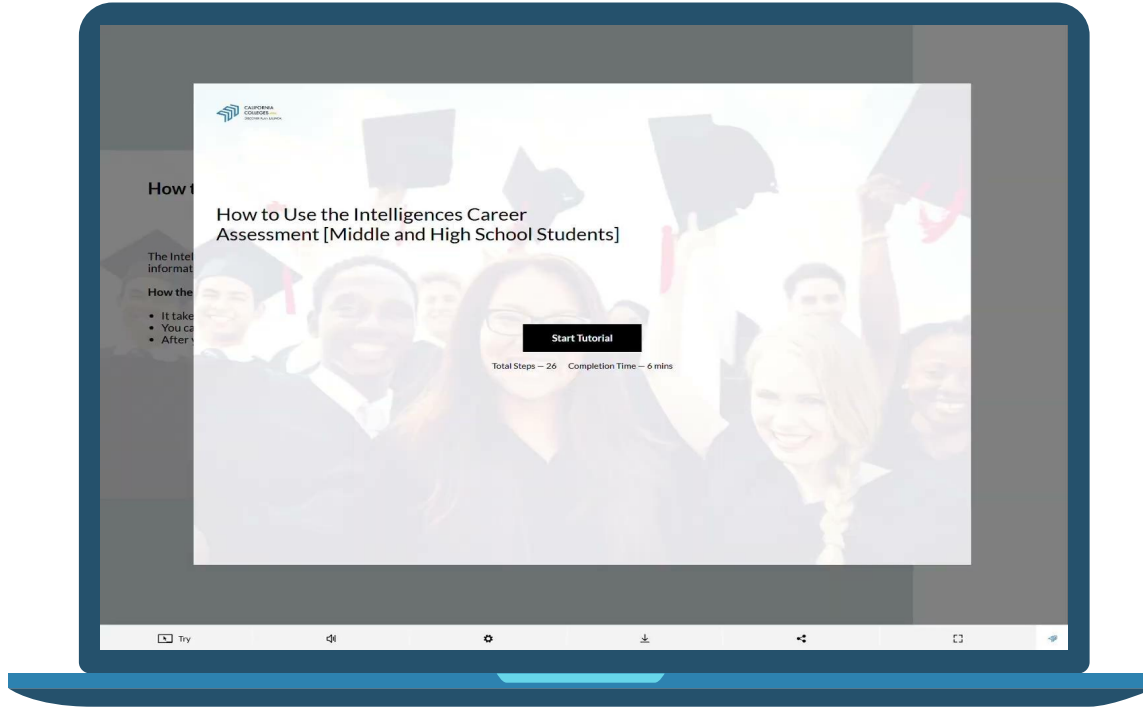 CALIFORNIA
COLLEGES
How t
How to Use the Intelligences Career
Assessment [Middle and High School Students]
The Intel
informat
How the
• It take
• You ca
• After
Start Tutorial
Total Steps — 26 Completion Time — 6 mins
Try